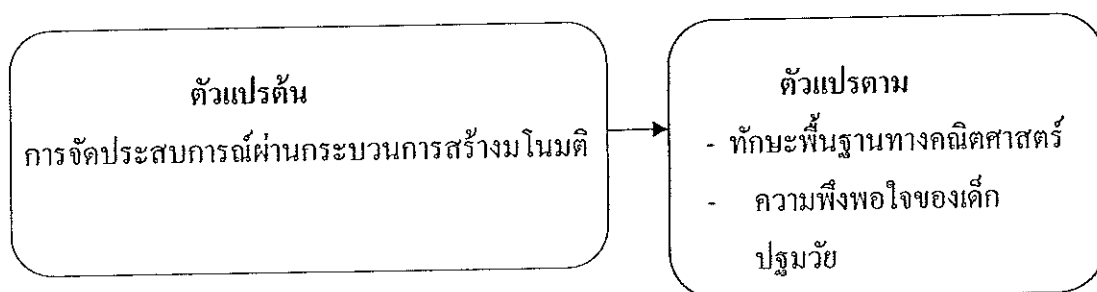 ตัวแปรต้น
การจัดประสบการณ์ผ่านกระบวนการสร้างมโนมติ
ตัวแปรตาม
- ทักษะพื้นฐานทางคณิตศาสตร์
- ความพึงพอใจของเด็ก
ปฐมวัย